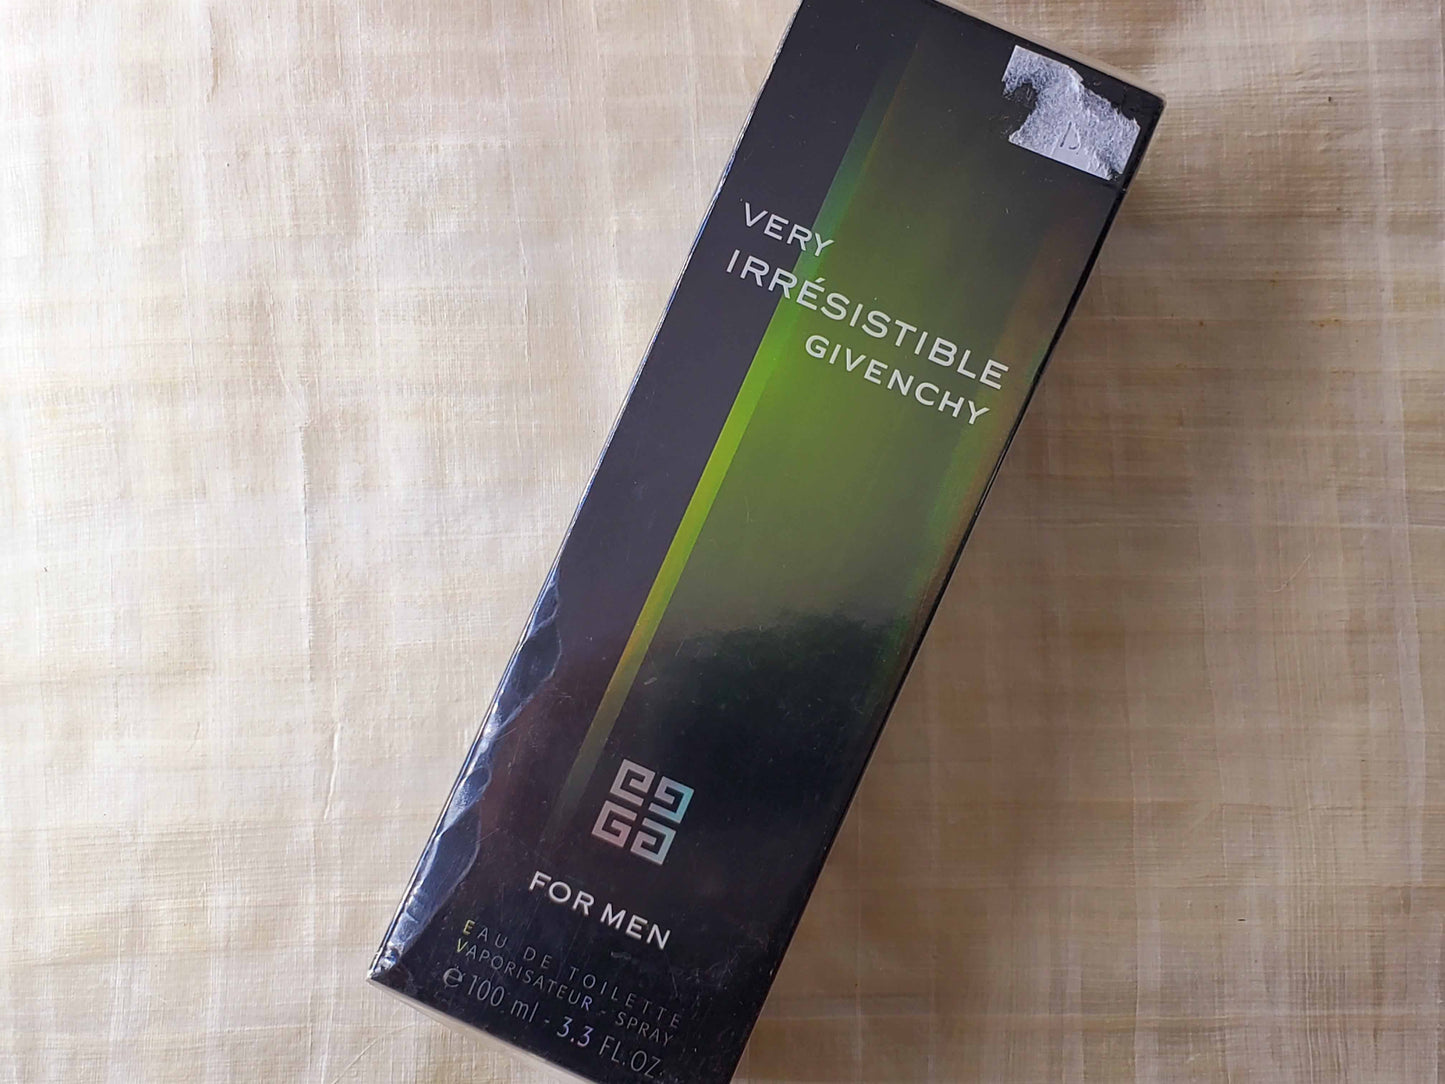 VERY
IRRÉSISTIBLE
GIVENCHY
FOR MEN
EAU DE TOILETTE
VAPORISATEUR - SPRAY
℮ 100 ml - 3.3 FL.OZ.